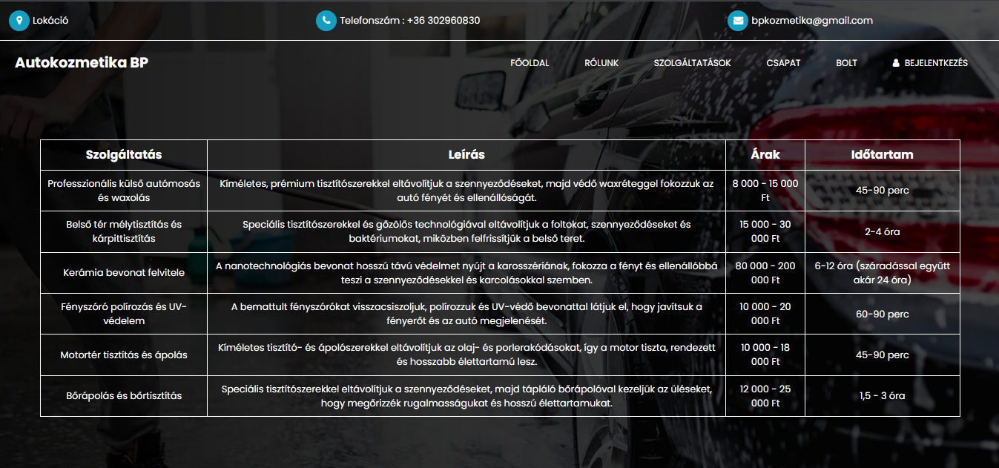 Lokáció
Telefonszám : +36 302960830
bpkozmetika@gmail.com
Autokozmetika BP
FŐOLDAL
RÓLUNK
SZOLGÁLTATÁSOK
CSAPAT
BOLT
BEJELENTKEZÉS
Szolgáltatás
Leírás
Árak
Időtartam
Professzionális külső autómosás
és waxolás
Kíméletes, prémium tisztítószerekkel eltávolítjuk a szennyeződéseket, majd védő waxréteggel fokozzuk az
autó fényét és ellenállóságát.
8 000 - 15 000
Ft
45-90 perc
Belső tér mélytisztítás és
kárpittisztítás
Speciális tisztítószerekkel és gőzölős technológiával eltávolítjuk a foltokat, szennyeződéseket és
baktériumokat, miközben felfrissítjük a belső teret.
15 000 - 30
000 Ft
2-4 óra
Kerámia bevonat felvitele
A nanotechnológiás bevonat hosszú távú védelmet nyújt a karosszériának, fokozza a fényt és ellenállóbbá
teszi a szennyeződésekkel és karcolásokkal szemben.
80 000 - 200
000 Ft
6-12 óra (száradással együtt
akár 24 óra)
Fényszóró polírozás és UV-
védelem
A bemattult fényszórókat visszacsiszoljuk, polírozzuk és UV-védő bevonattal látjuk el, hogy javítsuk a
fényerőt és az autó megjelenését.
10 000 - 20
000 Ft
60-90 perc
Motortér tisztítás és ápolás
Kíméletes tisztító- és ápolószerekkel eltávolítjuk az olaj- és porlerakódásokat, így a motor tiszta, rendezett
és hosszabb élettartamú lesz.
10 000 - 18
000 Ft
45-90 perc
Bőrápolás és bőrtisztítás
Speciális tisztítószerekkel eltávolítjuk a szennyeződéseket, majd tápláló bőrápolóval kezeljük az üléseket,
hogy megőrizzék rugalmasságukat és hosszú élettartamukat.
12 000 - 25
000 Ft
1,5 - 3 óra